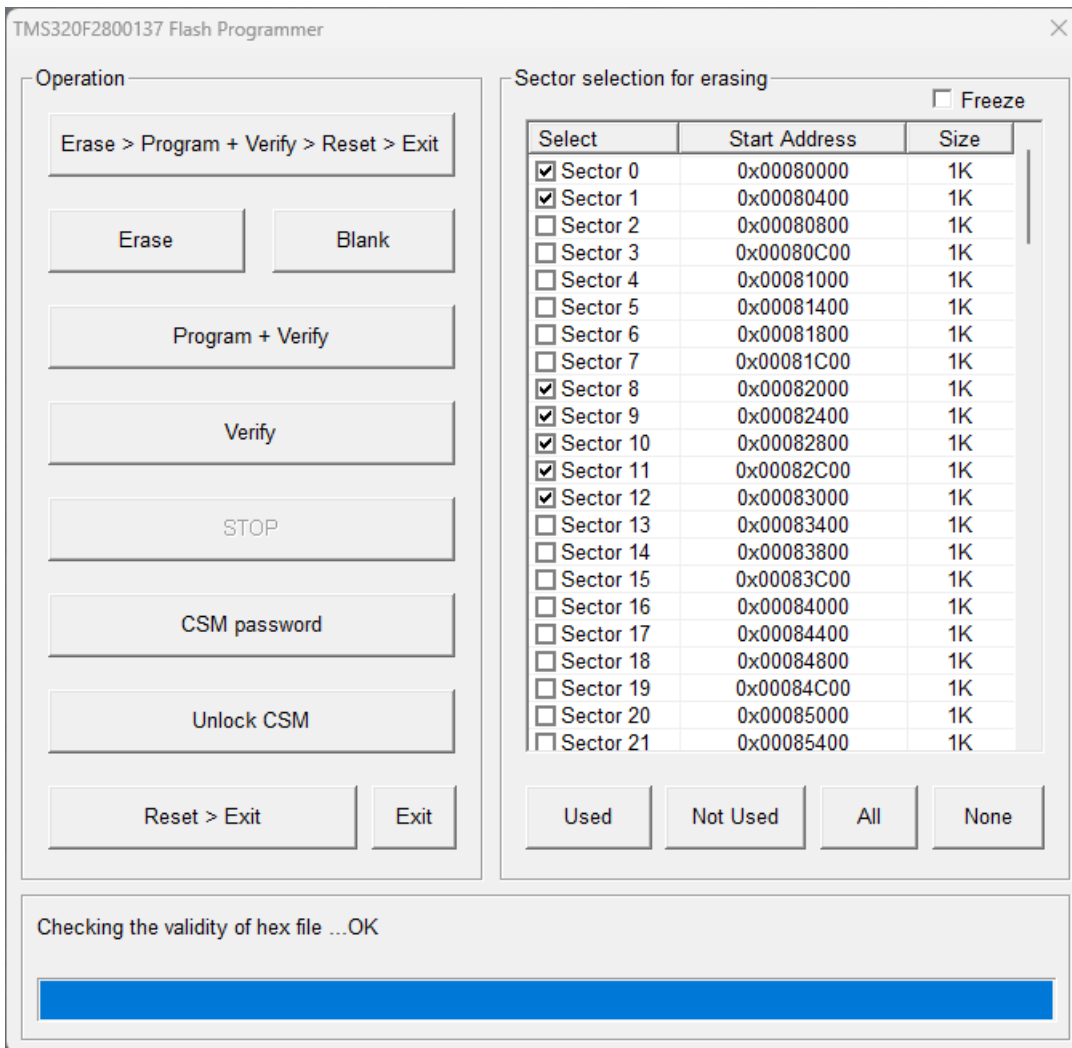 TMS320F2800137 Flash Programmer
Operation
Erase > Program + Verify > Reset > Exit
Erase Blank
Program + Verify
Verify
STOP
CSM password
Unlock CSM
Reset > Exit Exit
Sector selection for erasing
Freeze
Select Start Address Size
Sector 0 0x00080000 1K
Sector 1 0x00080400 1K
Sector 2 0x00080800 1K
Sector 3 0x00080C00 1K
Sector 4 0x00081000 1K
Sector 5 0x00081400 1K
Sector 6 0x00081800 1K
Sector 7 0x00081C00 1K
Sector 8 0x00082000 1K
Sector 9 0x00082400 1K
Sector 10 0x00082800 1K
Sector 11 0x00082C00 1K
Sector 12 0x00083000 1K
Sector 13 0x00083400 1K
Sector 14 0x00083800 1K
Sector 15 0x00083C00 1K
Sector 16 0x00084000 1K
Sector 17 0x00084400 1K
Sector 18 0x00084800 1K
Sector 19 0x00084C00 1K
Sector 20 0x00085000 1K
Sector 21 0x00085400 1K
Used Not Used All None
Checking the validity of hex file ...OK